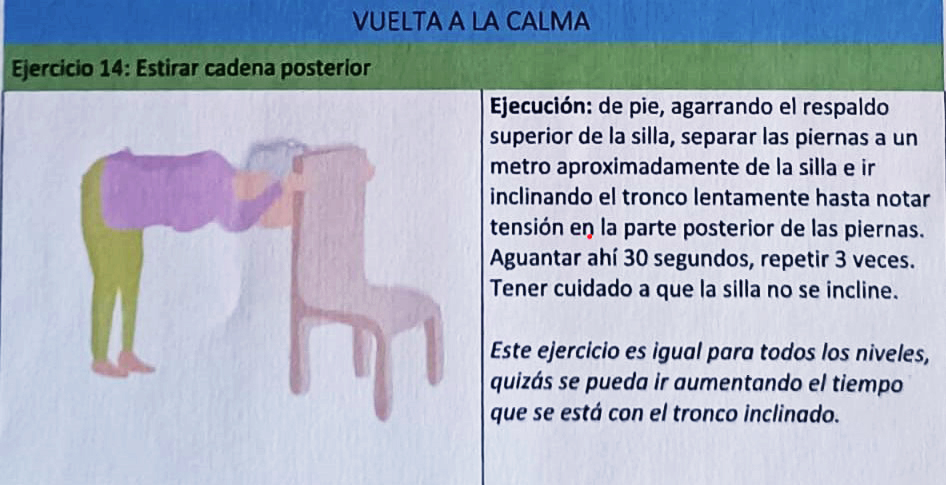 VUELTA A LA CALMA
Ejercicio 14: Estirar cadena posterior
Ejecución: de pie, agarrando el respaldo
superior de la silla, separar las piernas a un
metro aproximadamente de la silla e ir
inclinando el tronco lentamente hasta notar
tensión en la parte posterior de las piernas.
Aguantar ahí 30 segundos, repetir 3 veces.
Tener cuidado a que la silla no se incline.
Este ejercicio es igual para todos los niveles,
quizás se pueda ir aumentando el tiempo
que se está con el tronco inclinado.